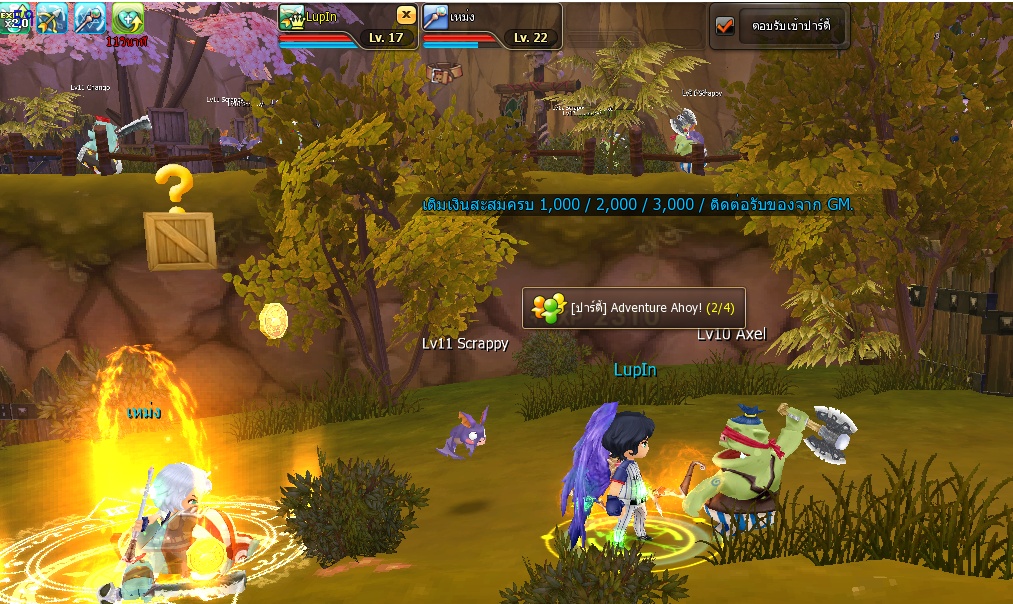 EXP
x2.0
11วินาที
LupIn
Lv. 17
เหม่ง
Lv. 22
ตอบรับเข้าปาร์ตี้
Lv11 Chango
Lv11 Scrappy
เติมเงินสะสมครบ 1,000 / 2,000 / 3,000 / ติดต่อรับของจาก GM.
[ปาร์ตี้] Adventure Ahoy! (2/4)
Lv11 Scrappy
Lv10 Axel
LupIn
เหม่ง